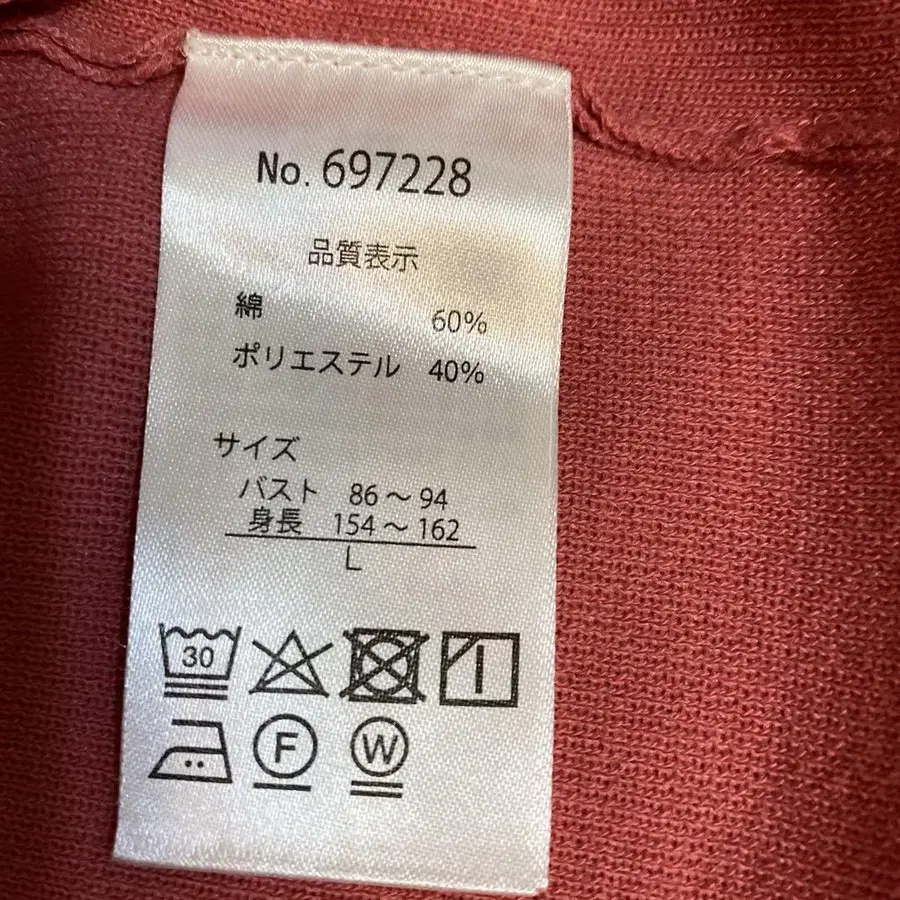 No. 697228
品質表示
綿 60%
ポリエステル 40%
サイズ
バスト 86～94
身長 154～162
L
30
F W